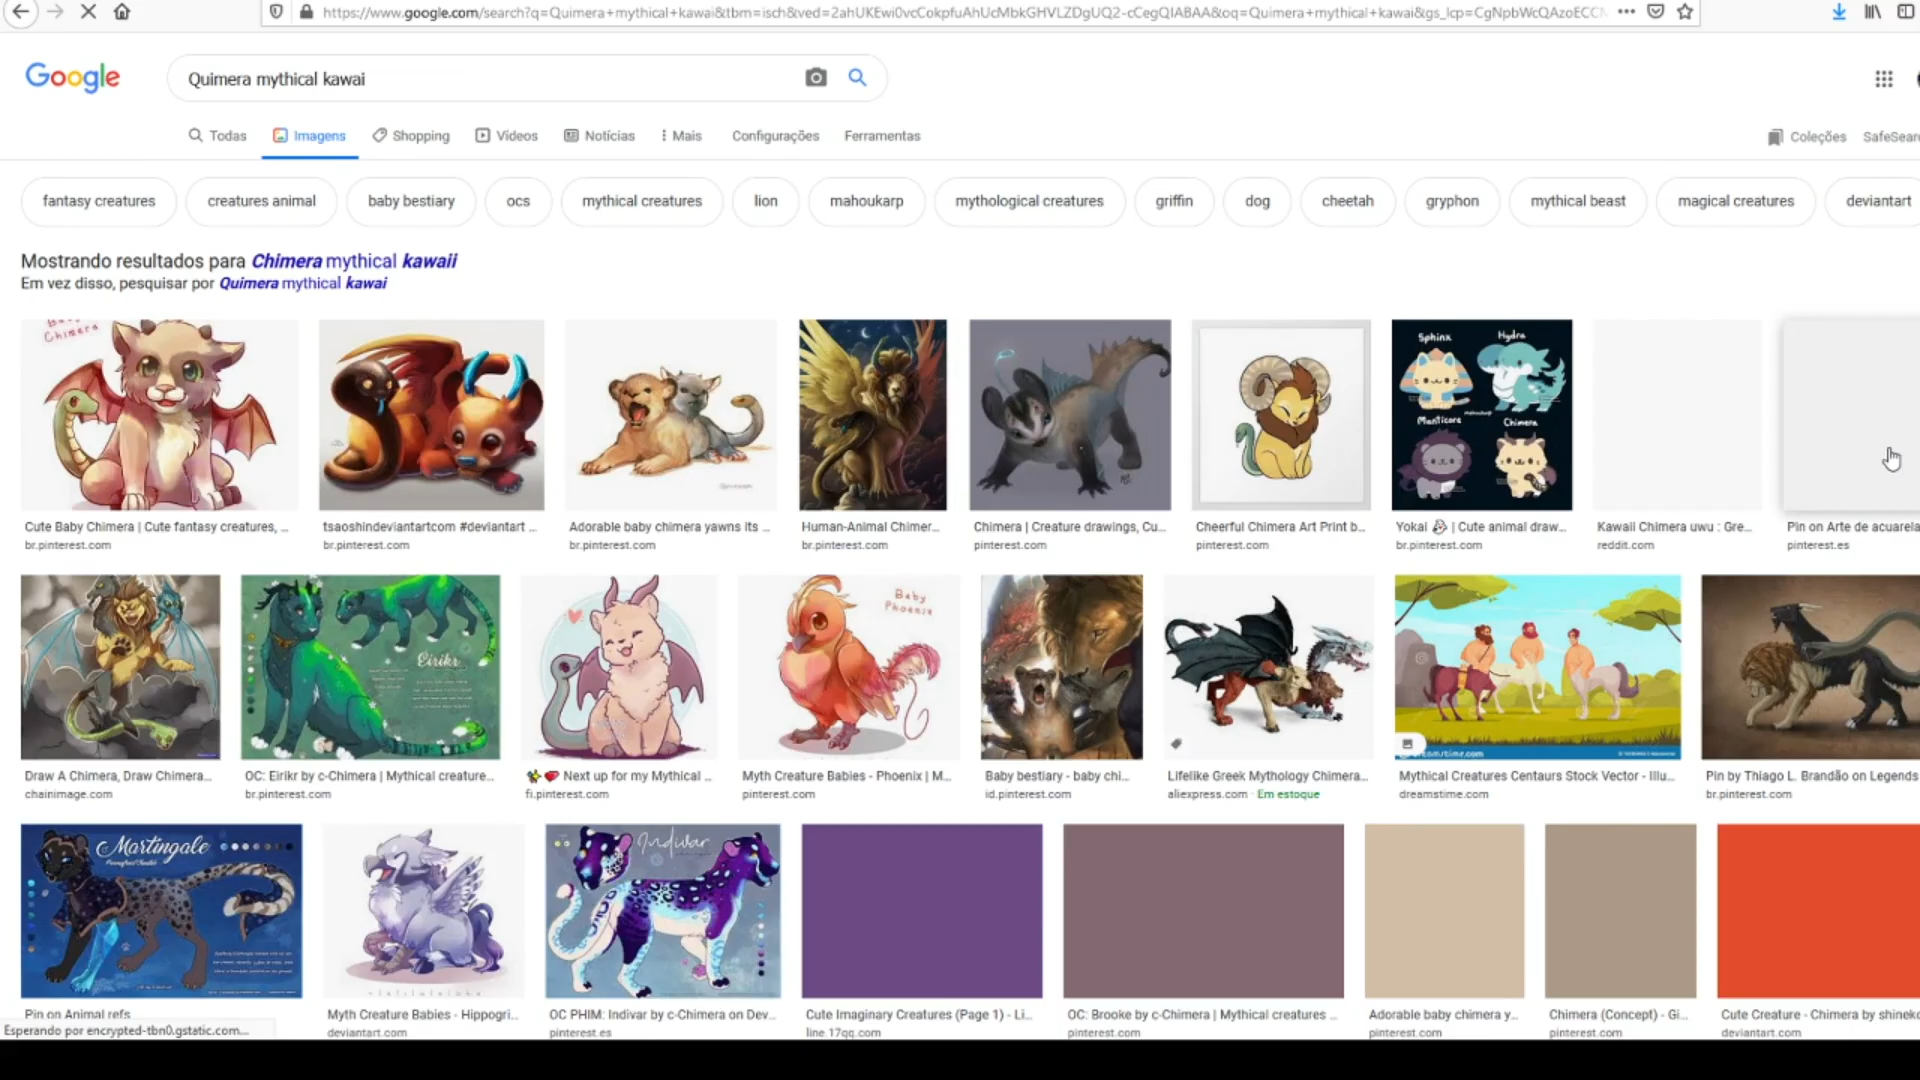 https://www.google.com/search?q=Quimera+mythical+kawai&tbm=isch&ved=2ahUKEwi0vcCokpfuAhUcMbkGHVLZDgUQ2-cCegQIABAA&oq=Quimera+mythical+kawai&gs_lcp=CgNpbWcQAzoECC
Google
Quimera mythical kawai
Todas Imagens Shopping Vídeos Notícias Mais Configurações Ferramentas
Coleções SafeSear
fantasy creatures creatures animal baby bestiary ocs mythical creatures lion mahoukarp mythological creatures griffin dog cheetah gryphon mythical beast magical creatures deviantart
Mostrando resultados para Chimera mythical kawaii
Em vez disso, pesquisar por Quimera mythical kawai
Chimera
Sphinx Hydra
Manticore Chimera
Cute Baby Chimera | Cute fantasy creatures, ...
br.pinterest.com
tsaoshindeviantartcom #deviantart ...
br.pinterest.com
Adorable baby chimera yawns its ...
br.pinterest.com
Human-Animal Chimer...
br.pinterest.com
Chimera | Creature drawings, Cu...
pinterest.com
Cheerful Chimera Art Print b...
pinterest.com
Yokai | Cute animal draw...
br.pinterest.com
Kawaii Chimera uwu : Gre...
reddit.com
Pin on Arte de acuarela
pinterest.es
Eirikr
Baby
Phoenix
dreamstime.com
Draw A Chimera, Draw Chimera...
chainimage.com
OC: Eirikr by c-Chimera | Mythical creature...
br.pinterest.com
Next up for my Mythical ...
fi.pinterest.com
Myth Creature Babies - Phoenix | M...
pinterest.com
Baby bestiary - baby chi...
id.pinterest.com
Lifelike Greek Mythology Chimera...
aliexpress.com · Em estoque
Mythical Creatures Centaurs Stock Vector - Illu...
dreamstime.com
Pin by Thiago L. Brandão on Legends
br.pinterest.com
Martingale
Indivar
Pin on Animal refs
Myth Creature Babies - Hippogri...
deviantart.com
OC PHIM: Indivar by c-Chimera on Dev...
pinterest.es
Cute Imaginary Creatures (Page 1) - Li...
line.17qq.com
OC: Brooke by c-Chimera | Mythical creatures ...
pinterest.com
Adorable baby chimera y...
pinterest.com
Chimera (Concept) - Gi...
pinterest.com
Cute Creature - Chimera by shineko
deviantart.com
Esperando por encrypted-tbn0.gstatic.com...